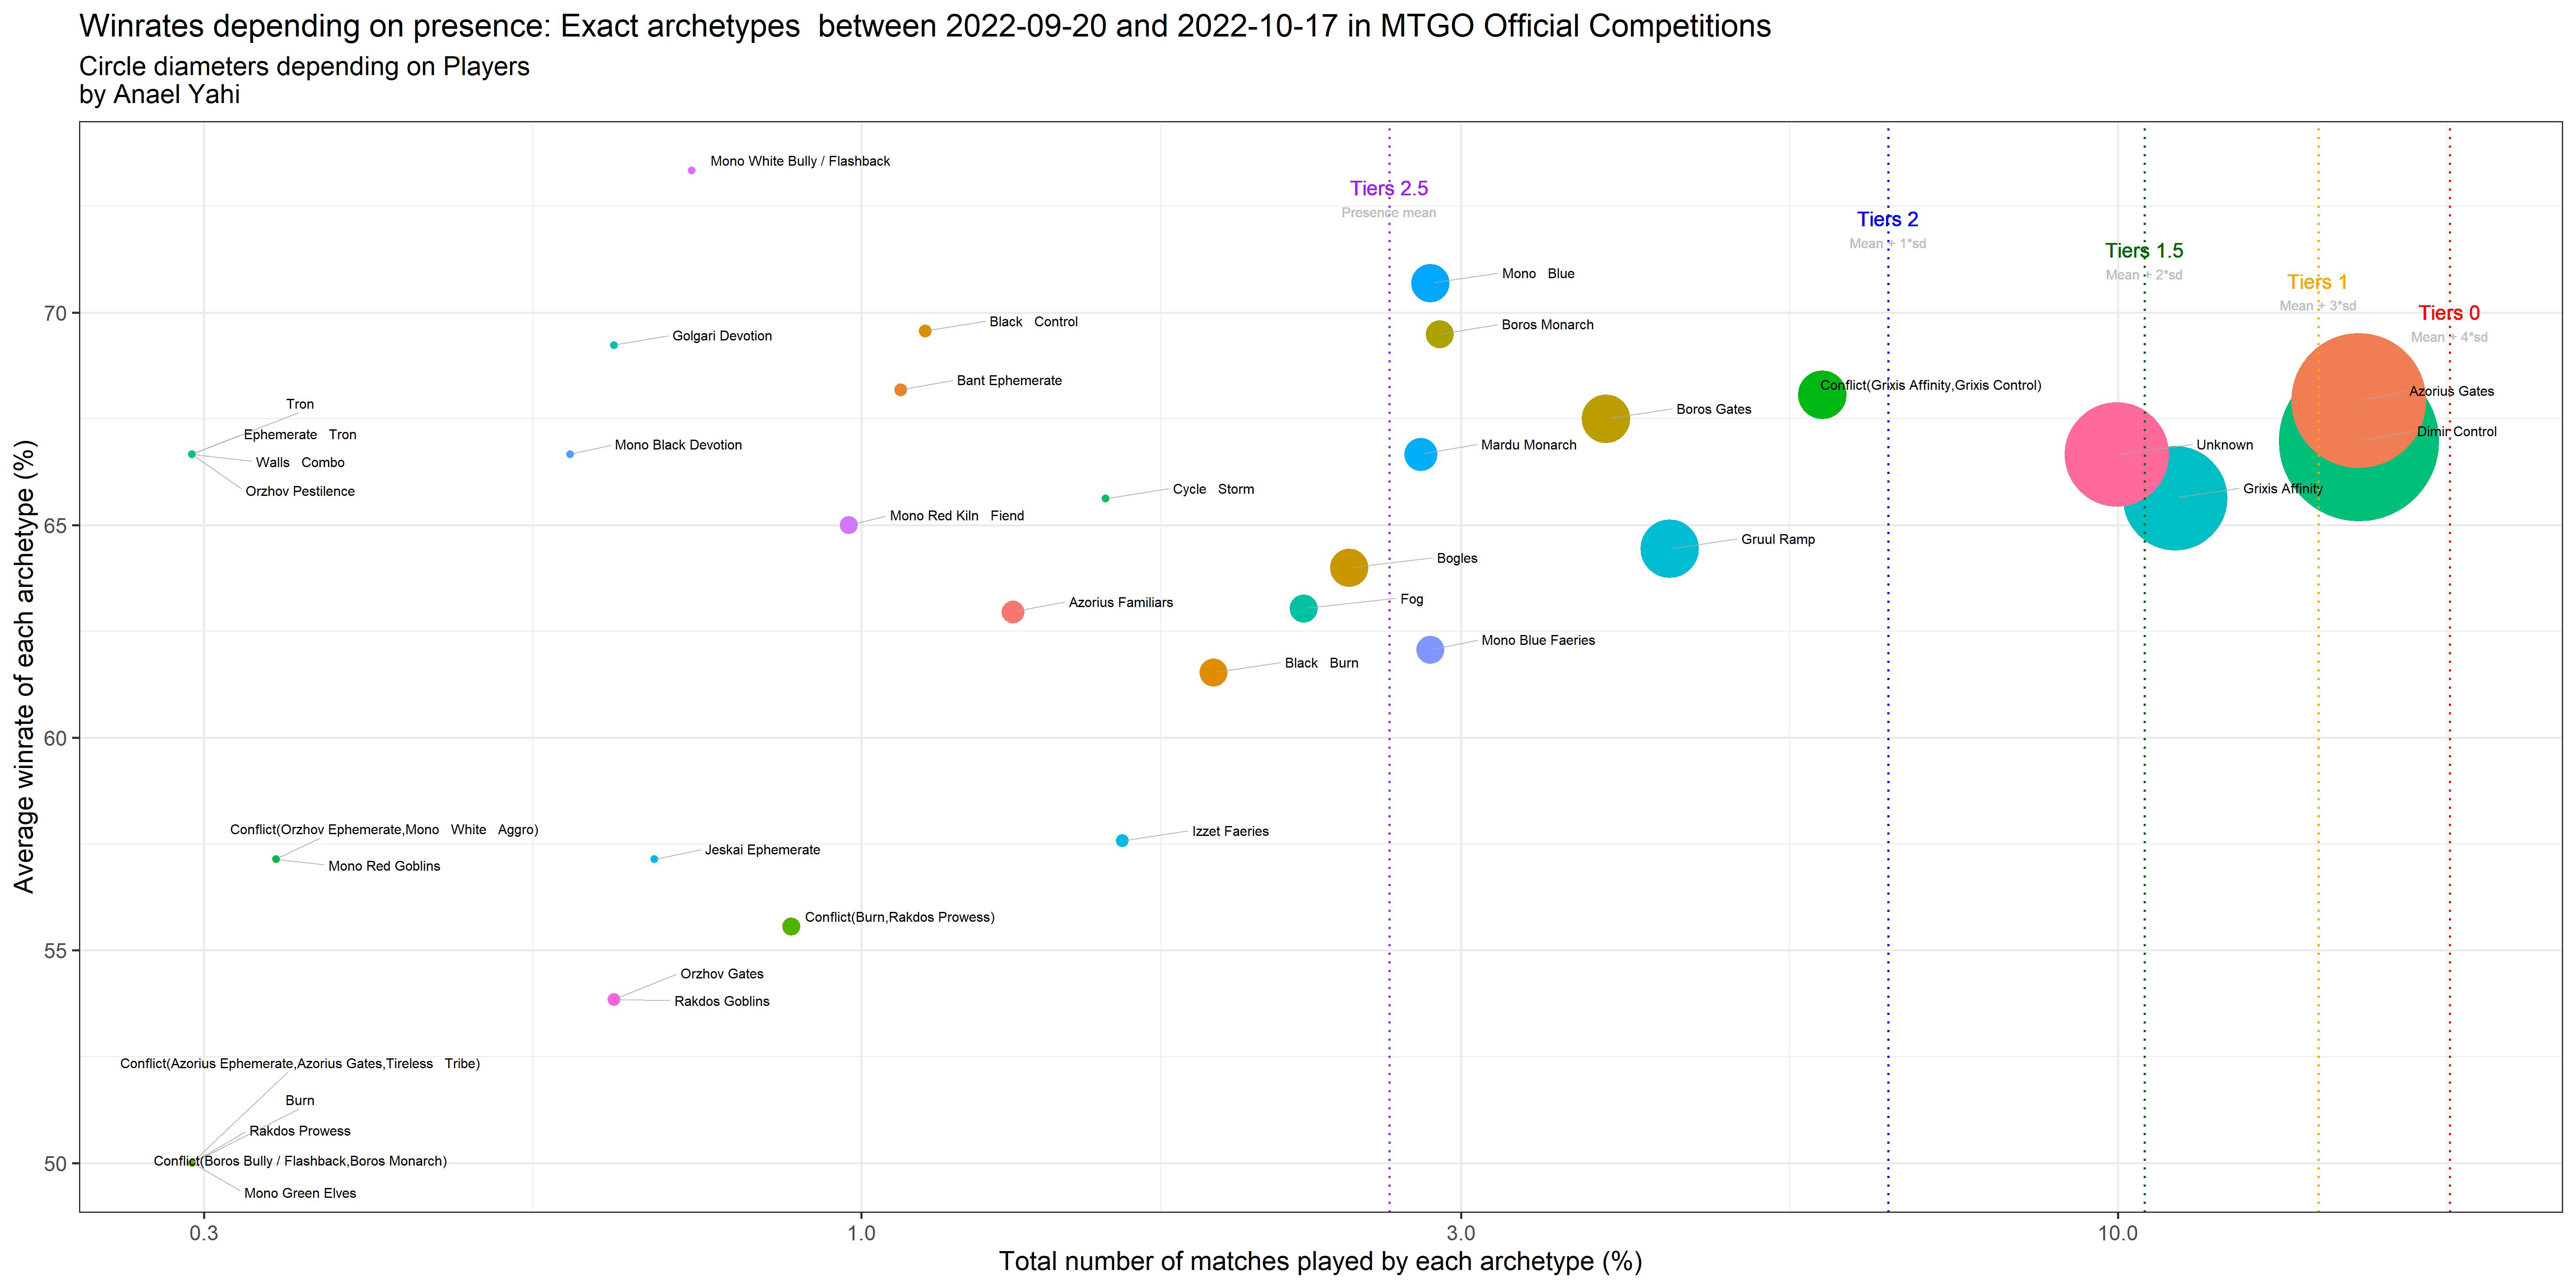 Winrates depending on presence: Exact archetypes  between 2022-09-20 and 2022-10-17 in MTGO Official Competitions
Circle diameters depending on Players
by Anael Yahi
Mono White Bully / Flashback
Tiers 2.5
Presence mean
Tiers 2
Mean + 1*sd
Tiers 1.5
Mean + 2*sd
Tiers 1
Mean + 3*sd
Tiers 0
Mean + 4*sd
Mono   Blue
Black   Control
Boros Monarch
Golgari Devotion
Bant Ephemerate
Conflict(Grixis Affinity,Grixis Control)
Azorius Gates
Tron
Boros Gates
Dimir Control
Ephemerate   Tron
Mono Black Devotion
Mardu Monarch
Unknown
Walls   Combo
Orzhov Pestilence
Cycle   Storm
Grixis Affinity
Mono Red Kiln   Fiend
Gruul Ramp
Bogles
Azorius Familiars
Fog
Mono Blue Faeries
Black   Burn
Conflict(Orzhov Ephemerate,Mono   White   Aggro)
Izzet Faeries
Jeskai Ephemerate
Mono Red Goblins
Conflict(Burn,Rakdos Prowess)
Orzhov Gates
Rakdos Goblins
Conflict(Azorius Ephemerate,Azorius Gates,Tireless   Tribe)
Burn
Rakdos Prowess
Conflict(Boros Bully / Flashback,Boros Monarch)
Mono Green Elves
70
65
60
55
50
Average winrate of each archetype (%)
0.3
1.0
3.0
10.0
Total number of matches played by each archetype (%)